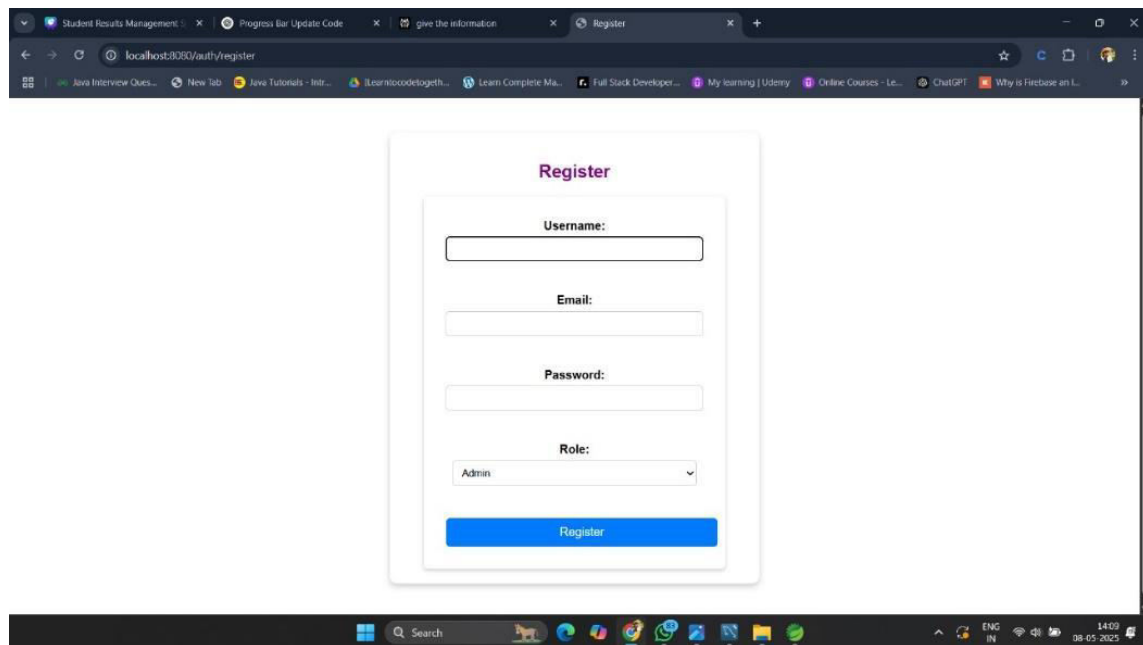 Student Results Management S
Progress Bar Update Code
give the information
Register
localhost:8080/auth/register
Java Interview Ques...
New Tab
Java Tutorials - Intr...
(Learntocodetogeth...
Learn Complete Ma...
Full Stack Developer...
My learning | Udemy
Online Courses - Le...
ChatGPT
Why is Firebase an I...
Register
Username:
Email:
Password:
Role:
Admin
Register
Search
ENG
IN
14:09
08-05-2025